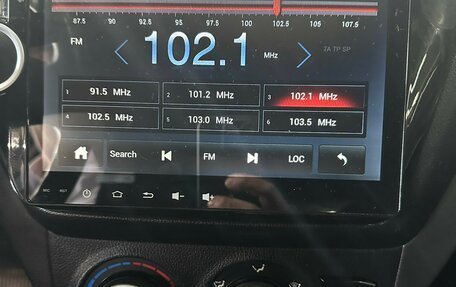 87.5 90 92.5 95 97.5 100 102.5 105 107.5
FM 102.1 MHz TA TP SP
1 91.5 MHz 2 101.2 MHz 3 102.1 MHz
4 102.5 MHz 5 103.0 MHz 6 103.5 MHz
Search FM LOC
MIC RST